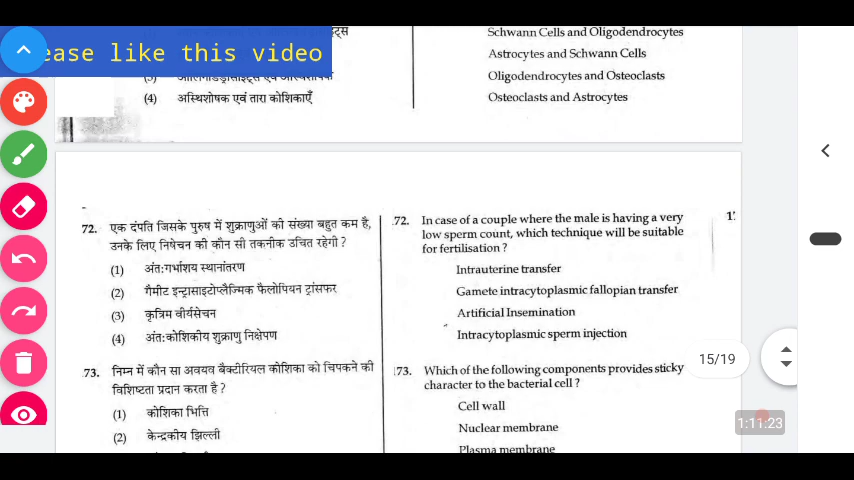 ease like this video
Schwann Cells and Oligodendrocytes
Astrocytes and Schwann Cells
Oligodendrocytes and Osteoclasts
(4) अस्थिशोषक एवं तारा कोशिकाएँ
Osteoclasts and Astrocytes
72. एक दंपति जिसके पुरुष में शुक्राणुओं की संख्या बहुत कम है,
उनके लिए निषेचन की कौन सी तकनीक उचित रहेगी ?
(1) अंत:गर्भाशय स्थानांतरण
(2) गैमीट इन्ट्रासाइटोप्लैज्मिक फैलोपियन ट्रांसफर
(3) कृत्रिम वीर्यसेचन
(4) अंत:कोशिकीय शुक्राणु निक्षेपण
72. In case of a couple where the male is having a very
low sperm count, which technique will be suitable
for fertilisation ?
Intrauterine transfer
Gamete intracytoplasmic fallopian transfer
Artificial Insemination
Intracytoplasmic sperm injection
73. निम्न में कौन सा अवयव बैक्टीरियल कोशिका को चिपकने की
विशिष्टता प्रदान करता है ?
(1) कोशिका भित्ति
(2) केन्द्रकीय झिल्ली
73. Which of the following components provides sticky
character to the bacterial cell ?
Cell wall
Nuclear membrane
Plasma membrane
15/19
1:11:23